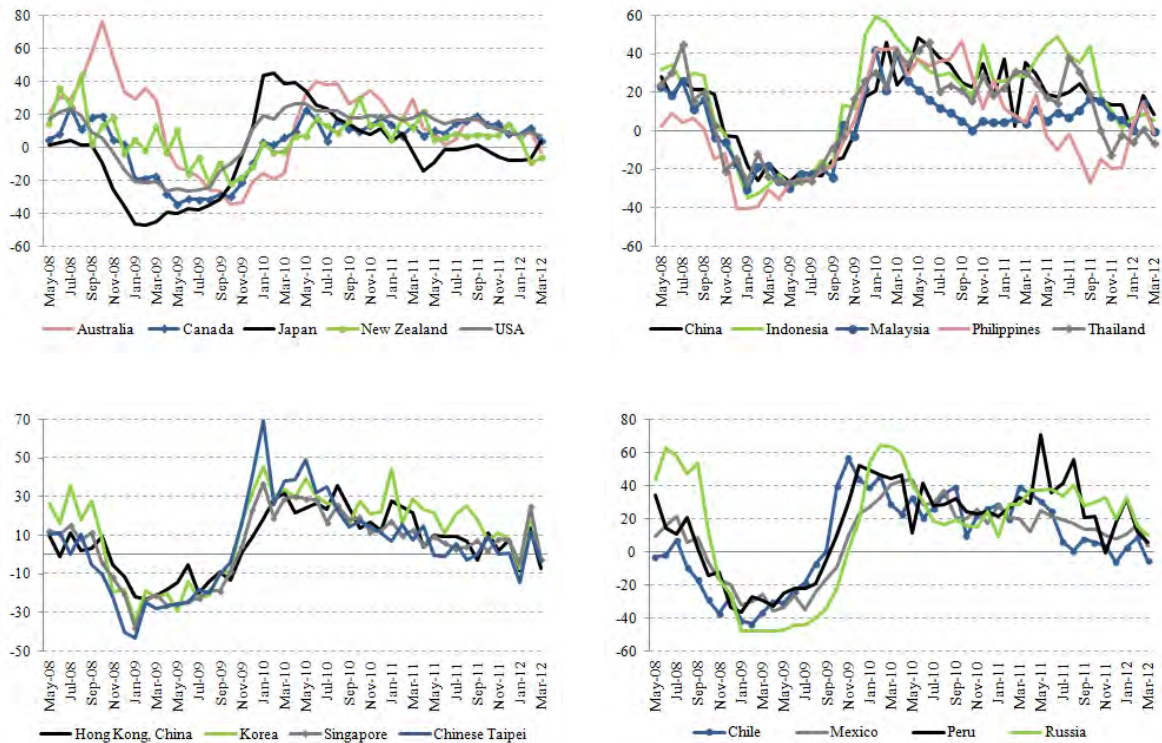 80
60
40
20
0
-20
-40
-60
May-08
Jul-08
Sep-08
Nov-08
Jan-09
Mar-09
May-09
Jul-09
Sep-09
Nov-09
Jan-10
Mar-10
May-10
Jul-10
Sep-10
Nov-10
Jan-11
Mar-11
May-11
Jul-11
Sep-11
Nov-11
Jan-12
Mar-12
Australia Canada Japan New Zealand USA
60
40
20
0
-20
-40
-60
May-08
Jul-08
Sep-08
Nov-08
Jan-09
Mar-09
May-09
Jul-09
Sep-09
Nov-09
Jan-10
Mar-10
May-10
Jul-10
Sep-10
Nov-10
Jan-11
Mar-11
May-11
Jul-11
Sep-11
Nov-11
Jan-12
Mar-12
China Indonesia Malaysia Philippines Thailand
70
50
30
10
-10
-30
-50
May-08
Jul-08
Sep-08
Nov-08
Jan-09
Mar-09
May-09
Jul-09
Sep-09
Nov-09
Jan-10
Mar-10
May-10
Jul-10
Sep-10
Nov-10
Jan-11
Mar-11
May-11
Jul-11
Sep-11
Nov-11
Jan-12
Mar-12
Hong Kong, China Korea Singapore Chinese Taipei
80
60
40
20
0
-20
-40
-60
May-08
Jul-08
Sep-08
Nov-08
Jan-09
Mar-09
May-09
Jul-09
Sep-09
Nov-09
Jan-10
Mar-10
May-10
Jul-10
Sep-10
Nov-10
Jan-11
Mar-11
May-11
Jul-11
Sep-11
Nov-11
Jan-12
Mar-12
Chile Mexico Peru Russia